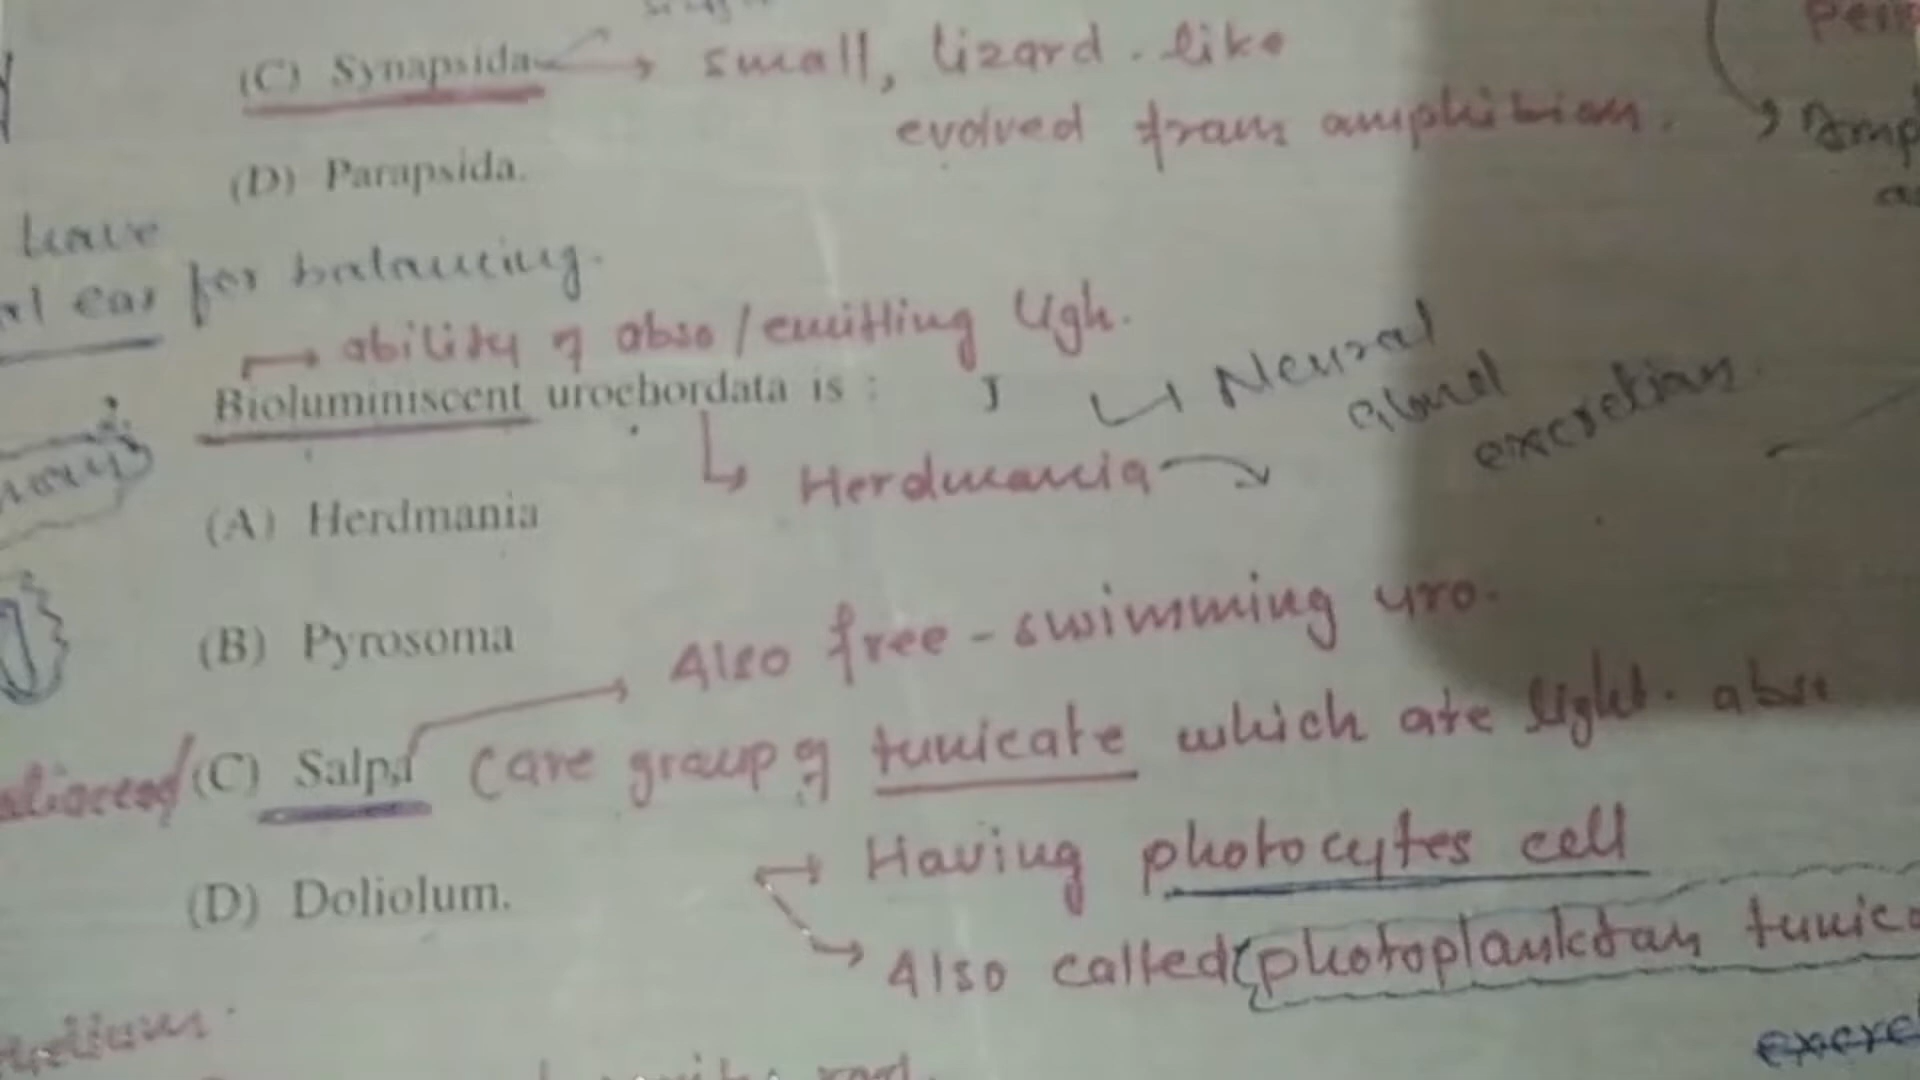 (C) Synapsida → small, lizard-like
evolved from amphibian.
(D) Parapsida.
have
ear for balancing.
→ ability of abso/emitting Ligh.
Bioluminiscent urochordata is :
↳ Neural
gland
excretion.
↳ Herdmania
(A) Herdmania
(B) Pyrosoma
→ Also free-swimming uro.
(C) Salpa (are group of tunicate which are light. abso
→ Having photocytes cell
(D) Doliolum.
→ Also called photoplanktan tunica